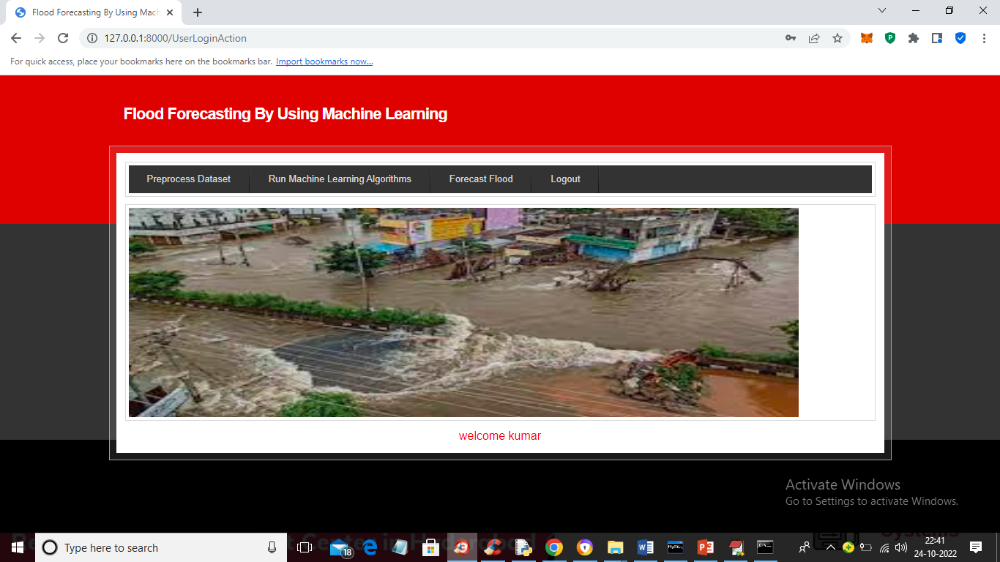 Flood Forecasting By Using Mach
127.0.0.1:8000/UserLoginAction
For quick access, place your bookmarks here on the bookmarks bar. Import bookmarks now...
Flood Forecasting By Using Machine Learning
Preprocess Dataset Run Machine Learning Algorithms Forecast Flood Logout
welcome kumar
Activate Windows
Go to Settings to activate Windows.
Type here to search
18
22:41
24-10-2022